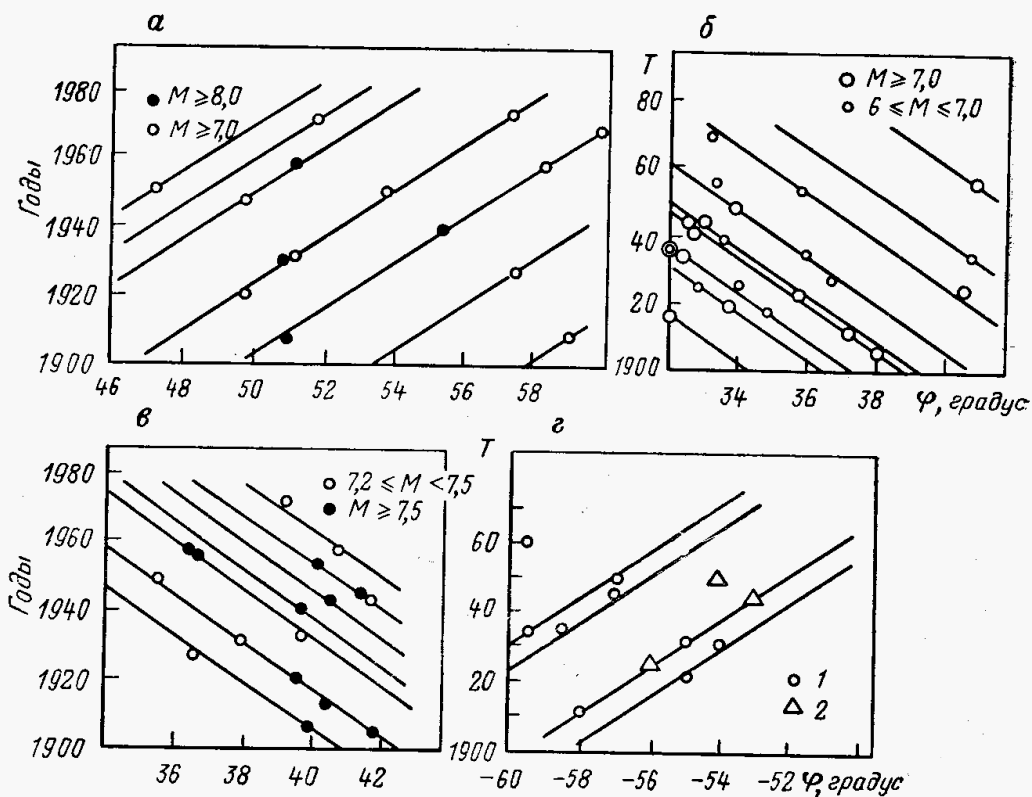 а
Годы
1980
1960
1940
1920
1900
46 48 50 52 54 56 58
M ≥ 8,0
M ≥ 7,0
б
T
80
60
40
20
1900
34 36 38 φ, градус
M ≥ 7,0
6 ≤ M ≤ 7,0
в
Годы
1980
1960
1940
1920
1900
36 38 40 42
7,2 ≤ M < 7,5
M ≥ 7,5
г
T
60
40
20
1900
-60 -58 -56 -54 -52 φ, градус
1
2